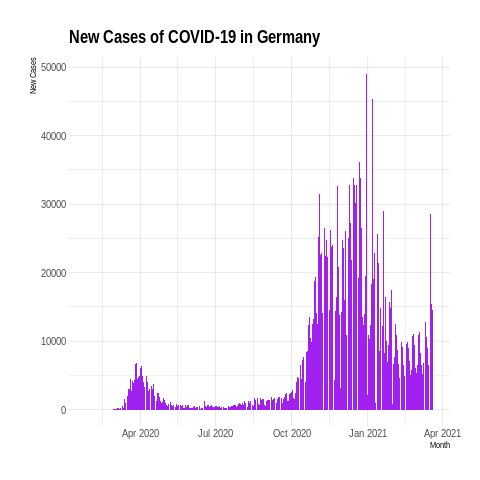 New Cases of COVID-19 in Germany
New Cases
50000
40000
30000
20000
10000
0
Apr 2020 Jul 2020 Oct 2020 Jan 2021 Apr 2021
Month